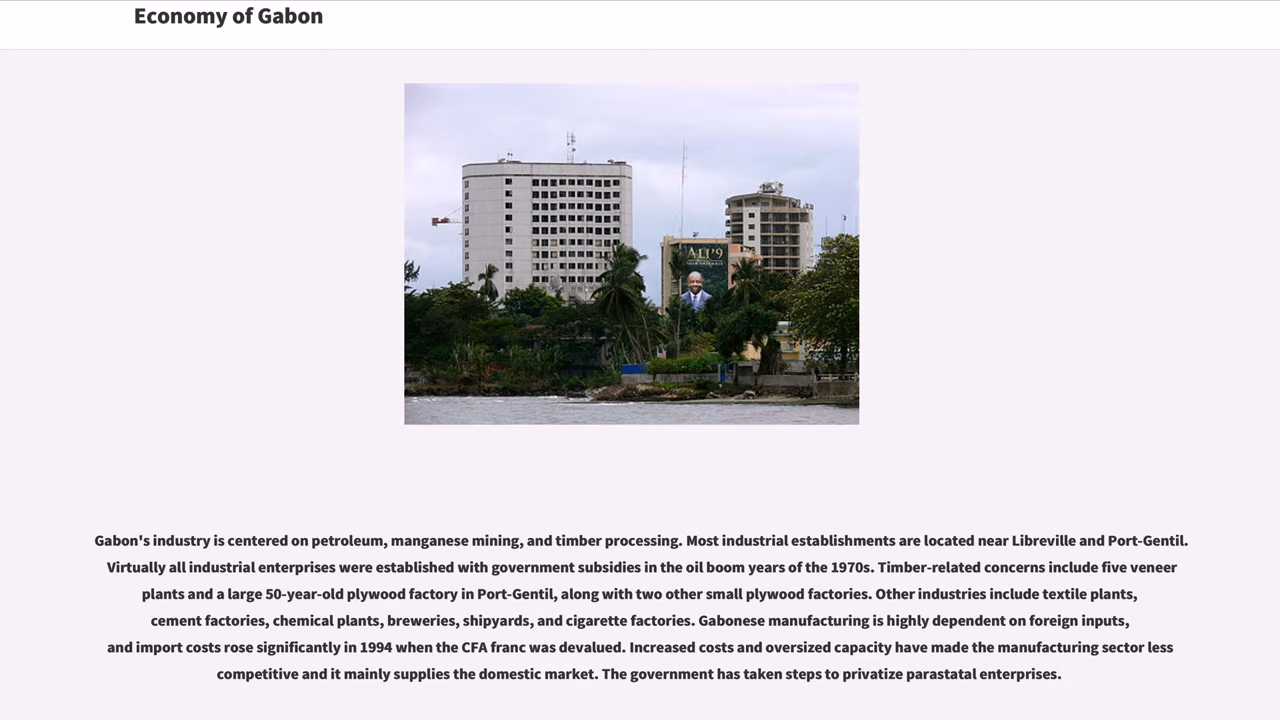 Economy of Gabon
ALI'9
Gabon's industry is centered on petroleum, manganese mining, and timber processing. Most industrial establishments are located near Libreville and Port-Gentil.
Virtually all industrial enterprises were established with government subsidies in the oil boom years of the 1970s. Timber-related concerns include five veneer
plants and a large 50-year-old plywood factory in Port-Gentil, along with two other small plywood factories. Other industries include textile plants,
cement factories, chemical plants, breweries, shipyards, and cigarette factories. Gabonese manufacturing is highly dependent on foreign inputs,
and import costs rose significantly in 1994 when the CFA franc was devalued. Increased costs and oversized capacity have made the manufacturing sector less
competitive and it mainly supplies the domestic market. The government has taken steps to privatize parastatal enterprises.